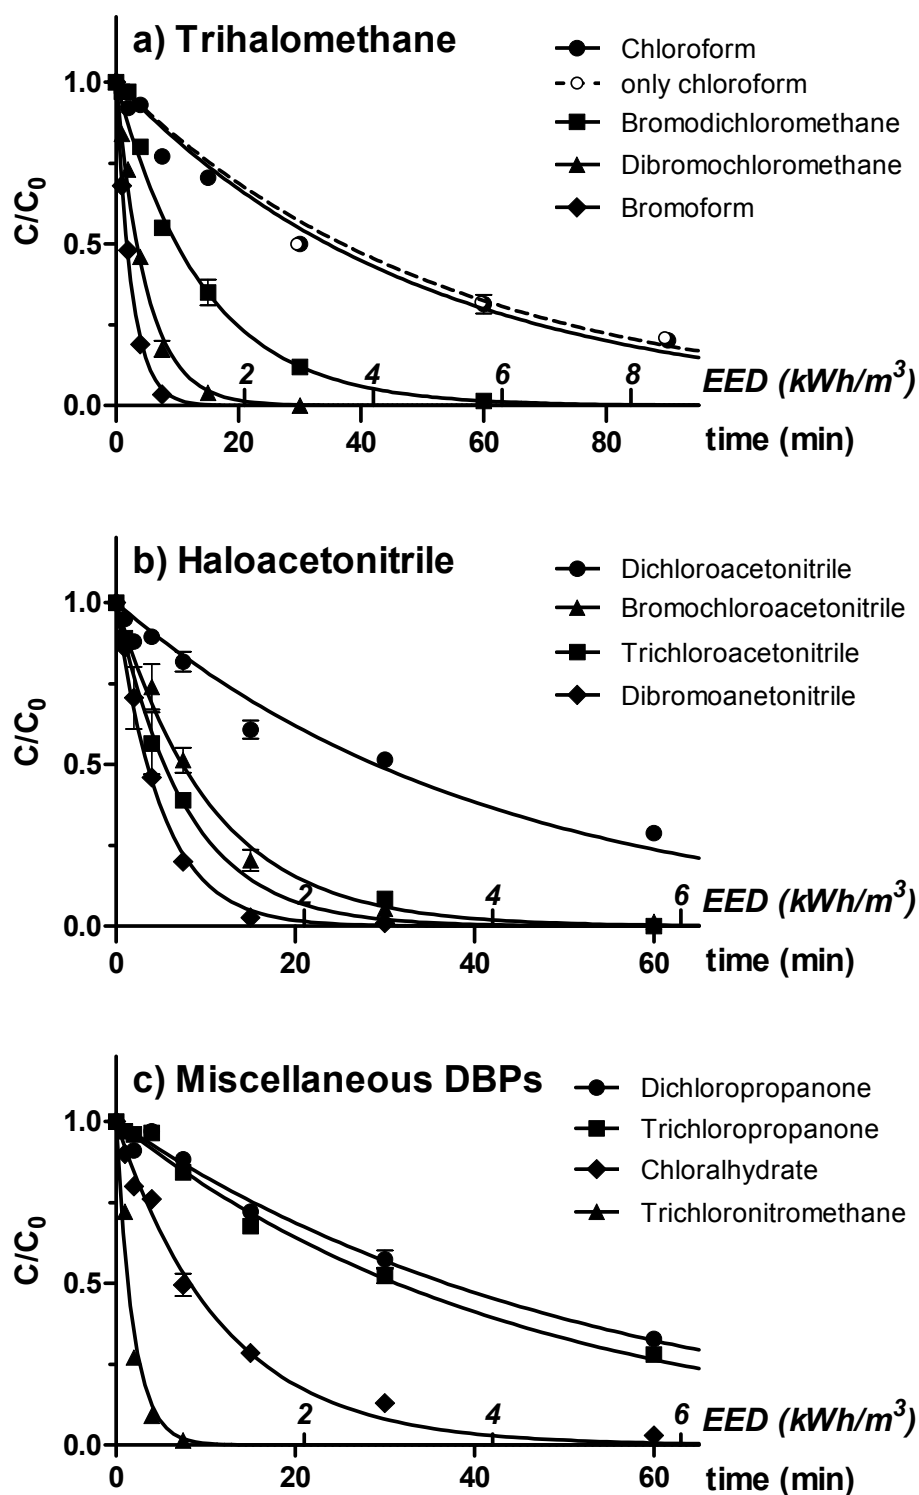 a) Trihalomethane
Chloroform
only chloroform
Bromodichloromethane
Dibromochloromethane
Bromoform
C/C0
1.0
0.5
0.0
2 4 6 8 EED (kWh/m³)
0 20 40 60 80 time (min)
b) Haloacetonitrile
Dichloroacetonitrile
Bromochloroacetonitrile
Trichloroacetonitrile
Dibromoanetonitrile
C/C0
1.0
0.5
0.0
2 4 6 EED (kWh/m³)
0 20 40 60 time (min)
c) Miscellaneous DBPs
Dichloropropanone
Trichloropropanone
Chloralhydrate
Trichloronitromethane
C/C0
1.0
0.5
0.0
2 4 6 EED (kWh/m³)
0 20 40 60 time (min)